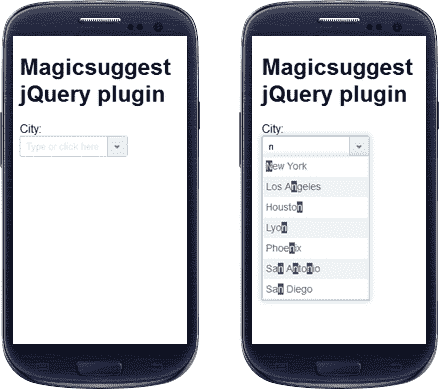 Magicsuggest
jQuery plugin
City:
Type or click here
Magicsuggest
jQuery plugin
City:
n
New York
Los Angeles
Houston
Lyon
Phoenix
San Antonio
San Diego